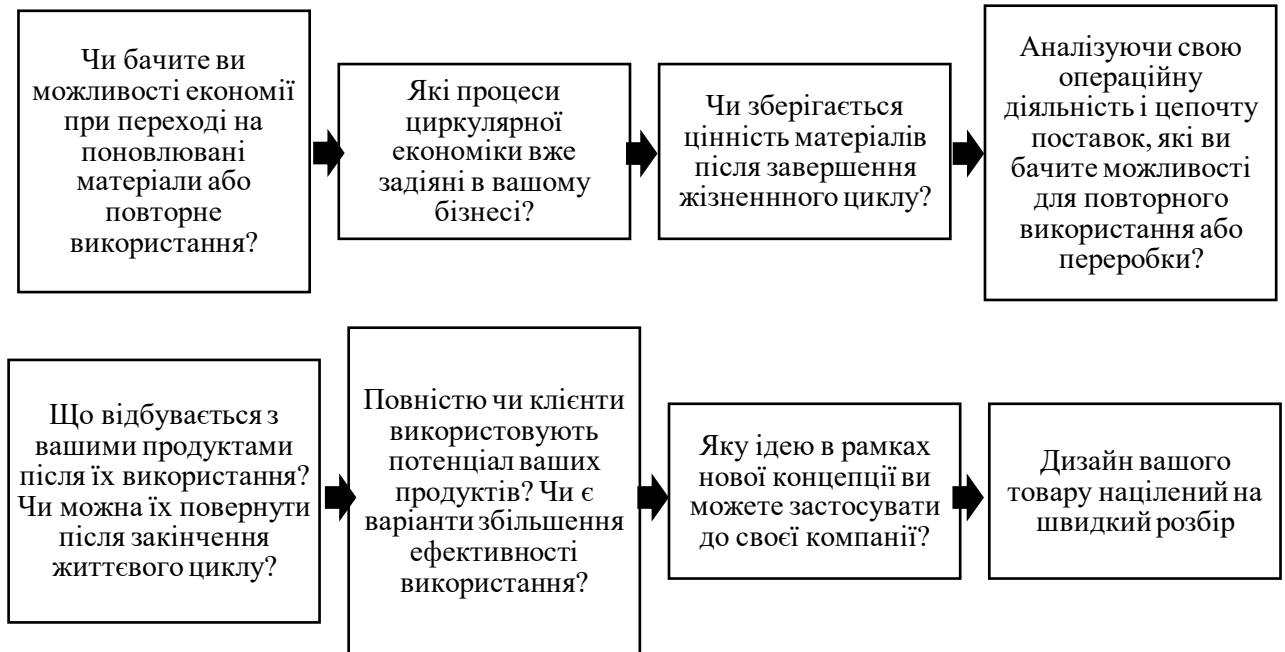 Чи бачите ви
можливості економії
при переході на
поновлювані
матеріали або
повторне
використання?
Які процеси
циркулярної
економіки вже
задіяні в вашому
бізнесі?
Чи зберігається
цінність матеріалів
після завершення
жізненнного циклу?
Аналізуючи свою
операційну
діяльність і цепочту
поставок, які ви
бачите можливості
для повторного
використання або
переробки?
Що відбувається з
вашими продуктами
після їх використання?
Чи можна їх повернути
після закінчення
життєвого циклу?
Повністю чи клієнти
використовують
потенціал ваших
продуктів? Чи є
варіанти збільшення
ефективності
використання?
Яку ідею в рамках
нової концепції ви
можете застосувати
до своєї компанії?
Дизайн вашого
товару націлений на
швидкий розбір